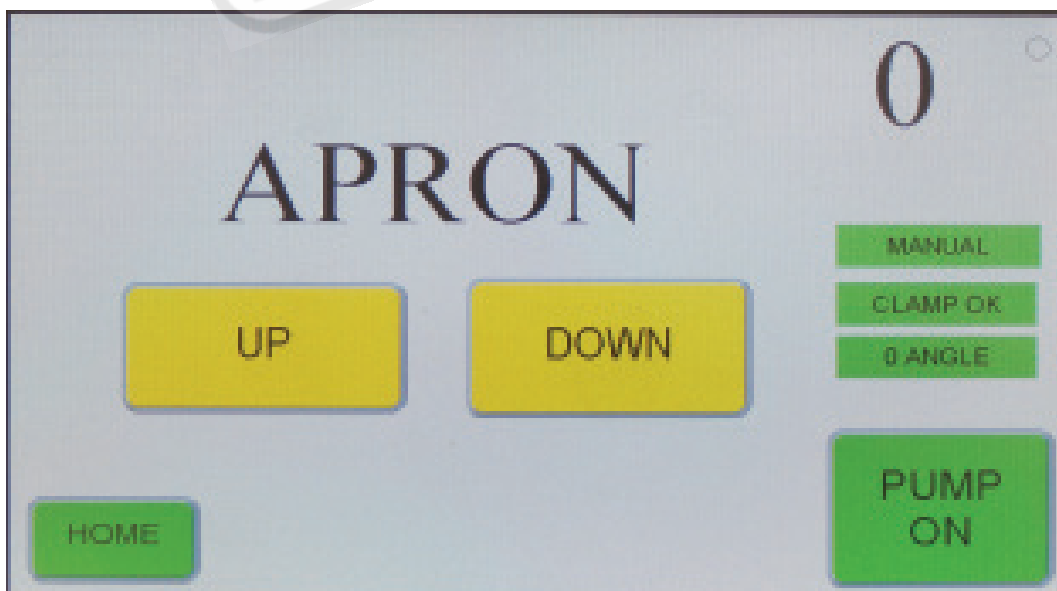 0
APRON
MANUAL
CLAMP OK
0 ANGLE
UP
DOWN
PUMP
ON
HOME